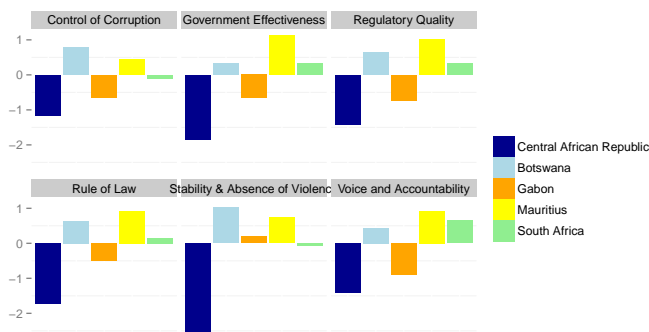 Control of Corruption
Government Effectiveness
Regulatory Quality
1
0
−1
−2
Central African Republic
Botswana
Gabon
Mauritius
South Africa
Rule of Law
Stability & Absence of Violenc
Voice and Accountability
1
0
−1
−2